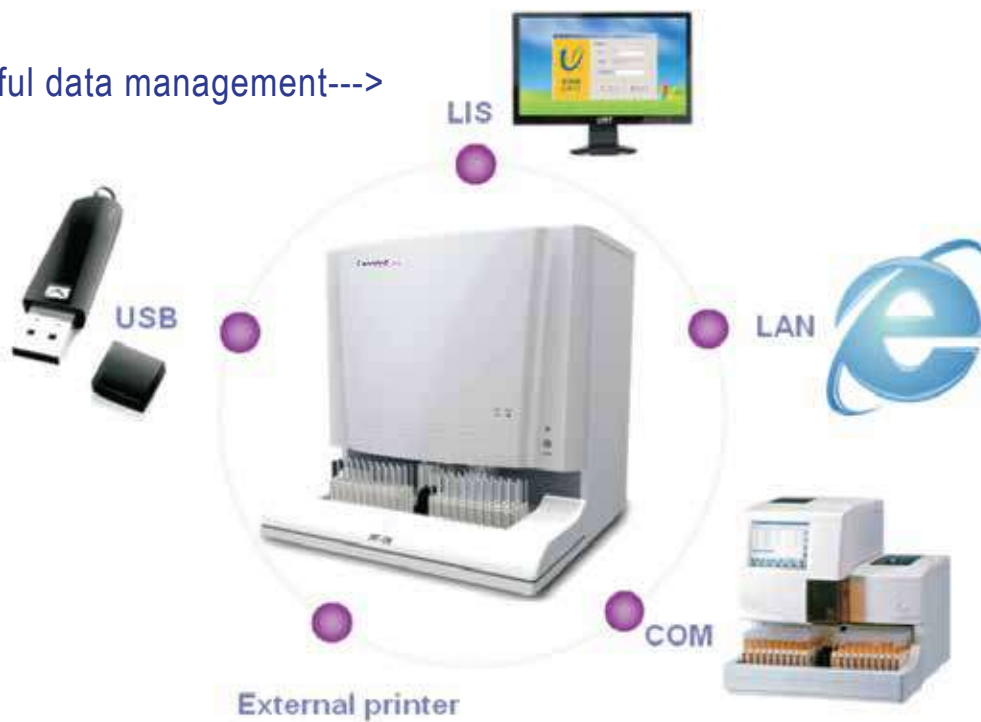 ful data management--->
LIS
USB
LAN
COM
External printer